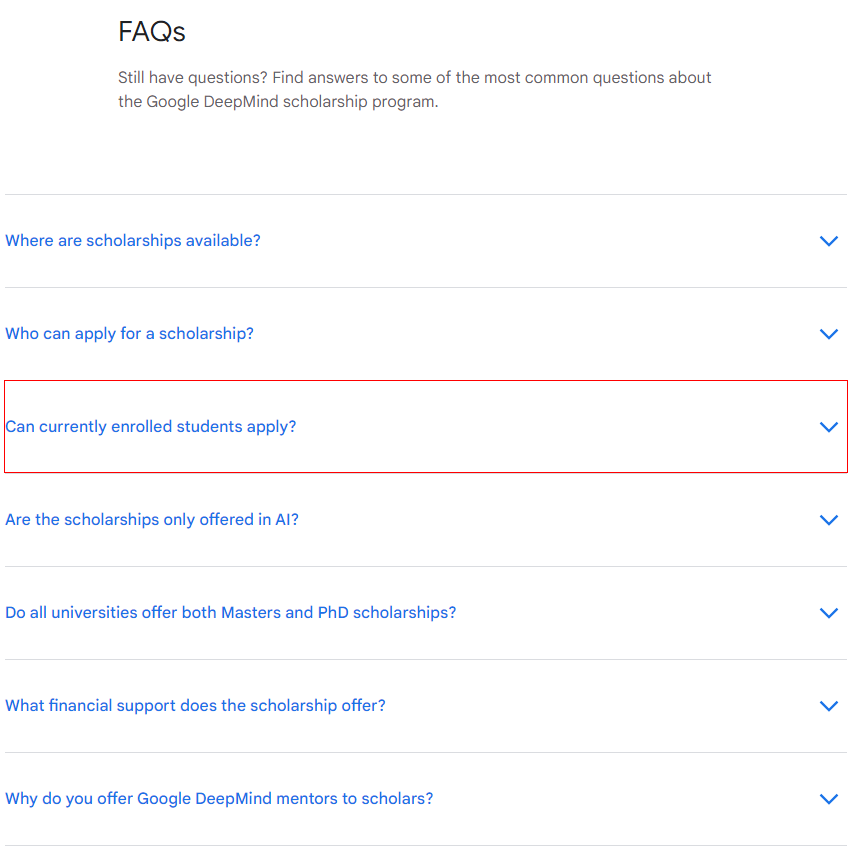 FAQs
Still have questions? Find answers to some of the most common questions about
the Google DeepMind scholarship program.
Where are scholarships available?
Who can apply for a scholarship?
Can currently enrolled students apply?
Are the scholarships only offered in AI?
Do all universities offer both Masters and PhD scholarships?
What financial support does the scholarship offer?
Why do you offer Google DeepMind mentors to scholars?